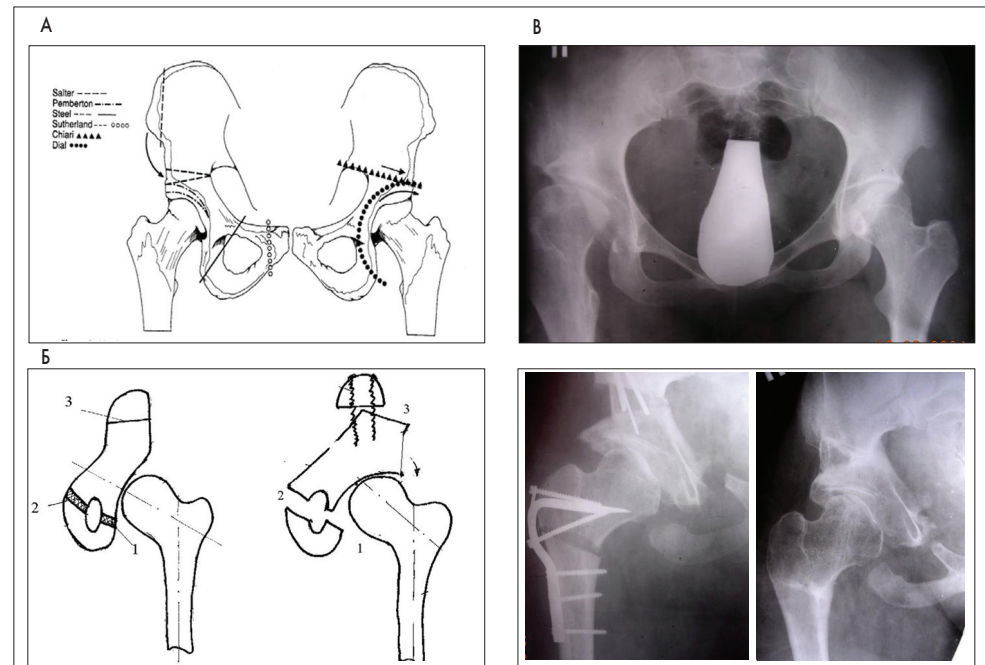 А
В
Salter
Pemberton
Steel
Sutherland
Chiari
Dial
Б
3
2
1
3
2
1